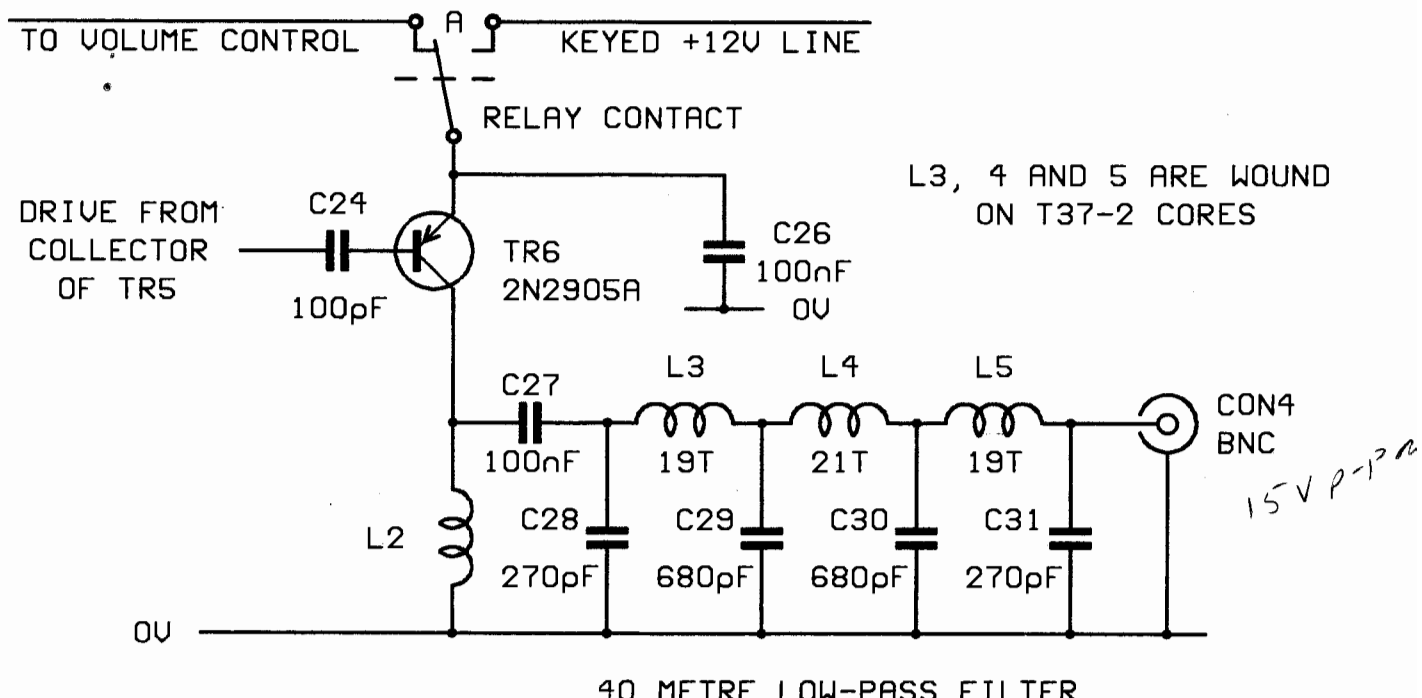 A
TO VOLUME CONTROL
KEYED +12V LINE
RELAY CONTACT
L3, 4 AND 5 ARE WOUND
ON T37-2 CORES
DRIVE FROM
COLLECTOR
OF TR5
C24
100pF
TR6
2N2905A
C26
100nF
0V
C27
100nF
L3
19T
L4
21T
L5
19T
CON4
BNC
15V P-P
L2
C28
270pF
C29
680pF
C30
680pF
C31
270pF
0V
40 METRE LOW-PASS FILTER